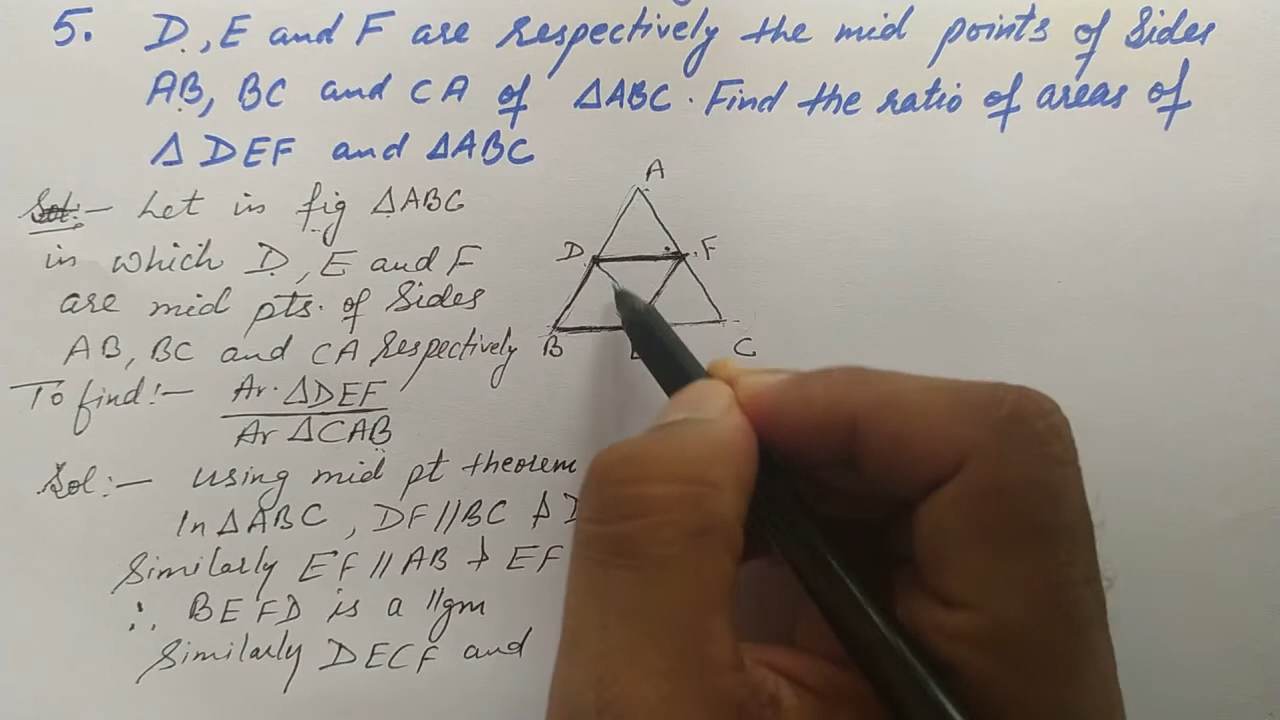 5. D, E and F are respectively the mid points of Sides
AB, BC and CA of ΔABC. Find the ratio of areas of
Δ DEF and ΔABC
Sol:- Let in fig ΔABC
in which D, E and F
are mid pts. of Sides
AB, BC and CA respectively
To find:- Ar. ΔDEF
Ar ΔCAB
Sol:- using mid pt theorem
In ΔABC, DF//BC &
Similarly EF//AB & EF
∴ BEFD is a //gm
Similarly DECF and
A
D F
B C